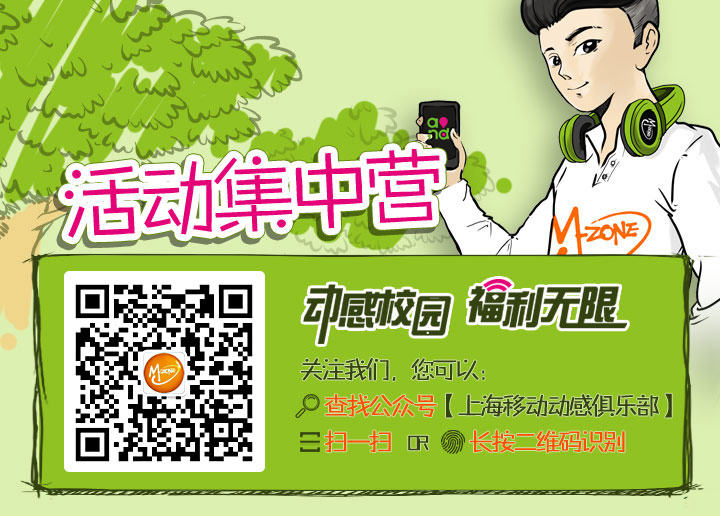 a
nd
活动集中营
M-ZONE
M-ZONE
动感校园 福利无限
关注我们，您可以：
查找公众号【上海移动动感俱乐部】
扫一扫 OR 长按二维码识别